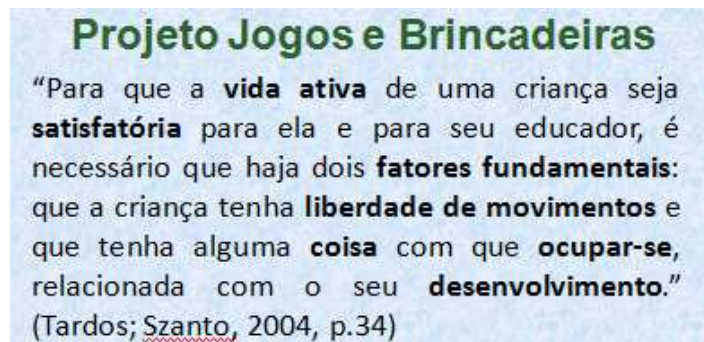 Projeto Jogos e Brincadeiras
“Para que a vida ativa de uma criança seja
satisfatória para ela e para seu educador, é
necessário que haja dois fatores fundamentais:
que a criança tenha liberdade de movimentos e
que tenha alguma coisa com que ocupar-se,
relacionada com o seu desenvolvimento.”
(Tardos; Szanto, 2004, p.34)